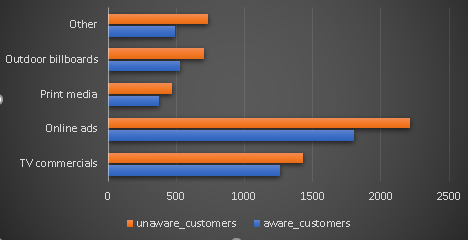 Other
Outdoor billboards
Print media
Online ads
TV commercials
0 500 1000 1500 2000 2500
unaware_customers aware_customers